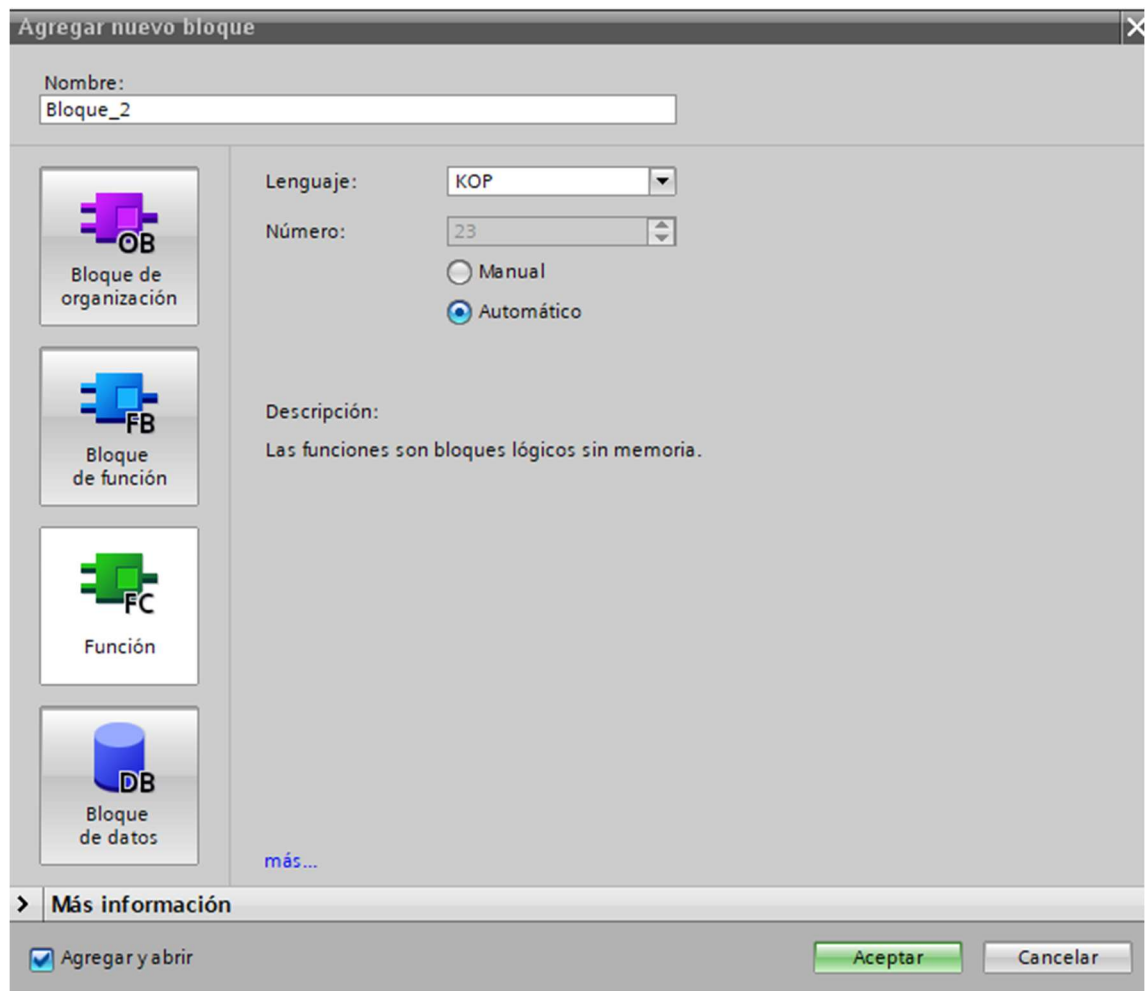 Agregar nuevo bloque
Nombre:
Bloque_2
OB
Bloque de
organización
FB
Bloque
de función
FC
Función
DB
Bloque
de datos
Lenguaje:
KOP
Número:
23
Manual
Automático
Descripción:
Las funciones son bloques lógicos sin memoria.
más...
Más información
Agregar y abrir
Aceptar
Cancelar